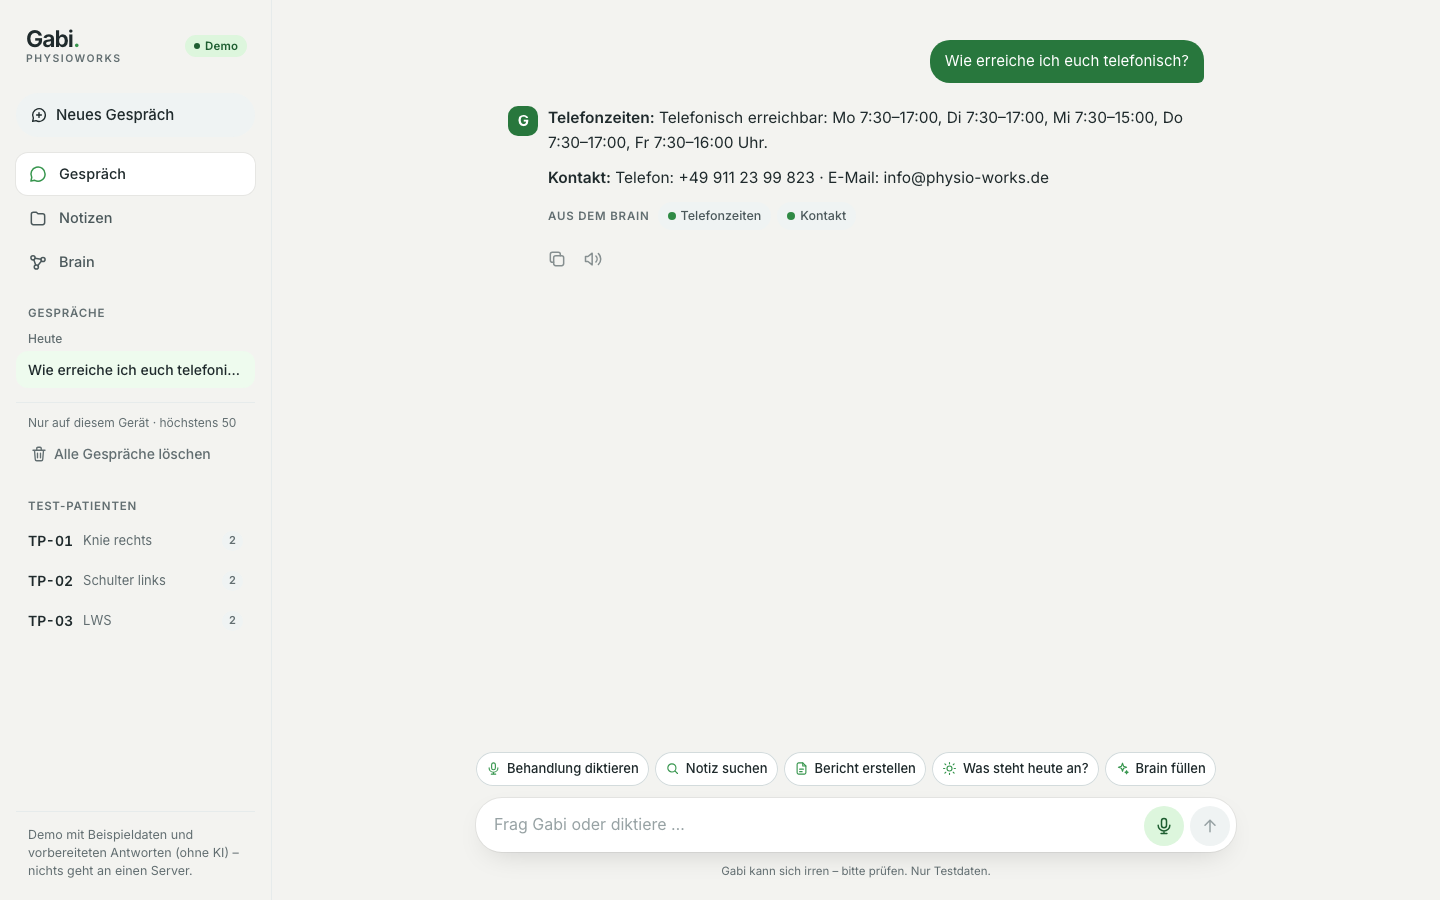 Gabi.
PHYSIOWORKS
Demo
Neues Gespräch
Gespräch
Notizen
Brain
GESPRÄCHE
Heute
Wie erreiche ich euch telefoni...
Nur auf diesem Gerät · höchstens 50
Alle Gespräche löschen
TEST-PATIENTEN
TP-01 Knie rechts 2
TP-02 Schulter links 2
TP-03 LWS 2
Demo mit Beispieldaten und
vorbereiteten Antworten (ohne KI) –
nichts geht an einen Server.
Wie erreiche ich euch telefonisch?
G
Telefonzeiten: Telefonisch erreichbar: Mo 7:30–17:00, Di 7:30–17:00, Mi 7:30–15:00, Do
7:30–17:00, Fr 7:30–16:00 Uhr.
Kontakt: Telefon: +49 911 23 99 823 · E-Mail: info@physio-works.de
AUS DEM BRAIN Telefonzeiten Kontakt
Behandlung diktieren Notiz suchen Bericht erstellen Was steht heute an? Brain füllen
Frag Gabi oder diktiere ...
Gabi kann sich irren – bitte prüfen. Nur Testdaten.